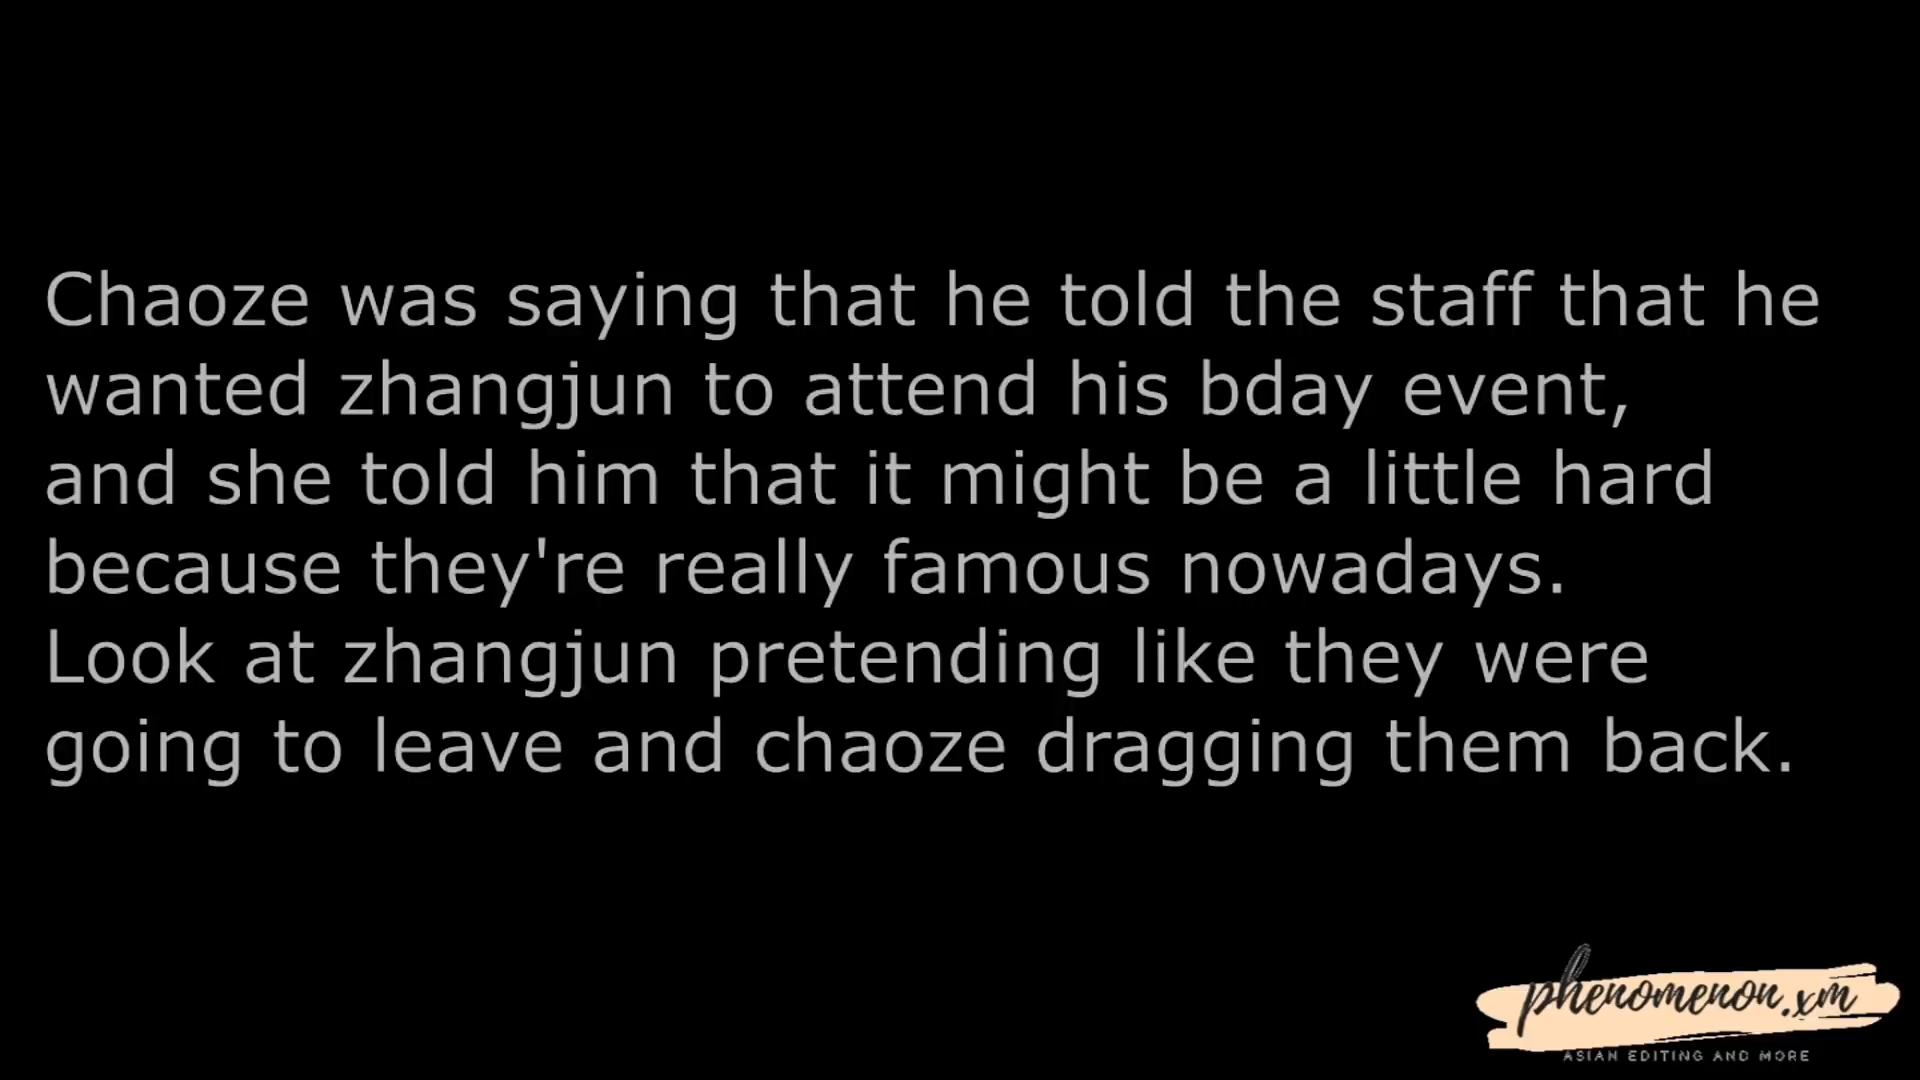 Chaoze was saying that he told the staff that he
wanted zhangjun to attend his bday event,
and she told him that it might be a little hard
because they're really famous nowadays.
Look at zhangjun pretending like they were
going to leave and chaoze dragging them back.
phenomenon.xm
ASIAN EDITING AND MORE